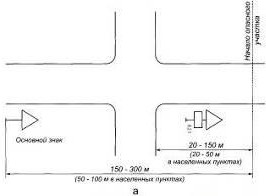 Начало опасного
участка
Основной знак
20 - 150 м
(20 - 50 м
в населенных пунктах)
150 - 300 м
(50 - 100 м в населенных пунктах)
а